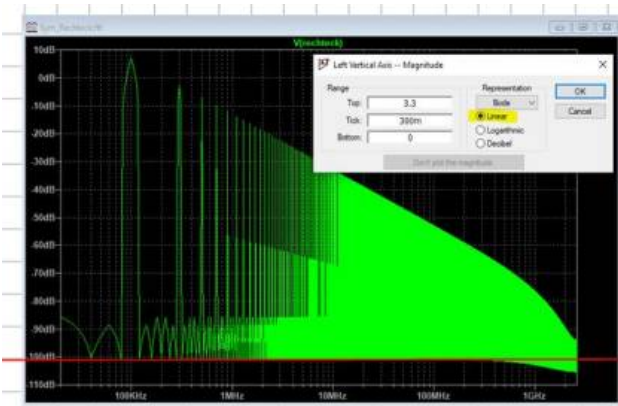 V(rechteck)
10dB
0dB
-10dB
-20dB
-30dB
-40dB
-50dB
-60dB
-70dB
-80dB
-90dB
-100dB
-110dB
100KHz 1MHz 10MHz 100MHz 1GHz
Left Vertical Axis -- Magnitude
Range
Top: 3.3
Tick: 300m
Bottom: 0
Representation
Bode
Linear
Logarithmic
Decibel
OK
Cancel
Don't plot the magnitude